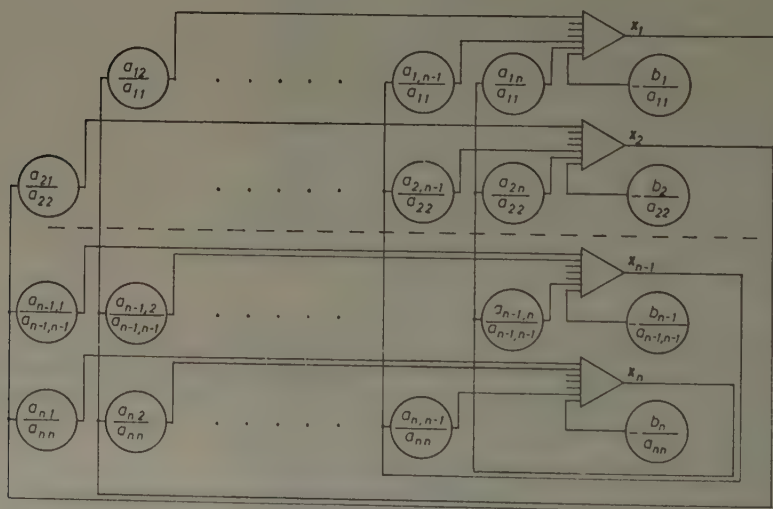 x₁
a₁₂/a₁₁ . . . . . a₁,ₙ₋₁/a₁₁ a₁ₙ/a₁₁ -b₁/a₁₁
x₂
a₂₁/a₂₂ . . . . . a₂,ₙ₋₁/a₂₂ a₂ₙ/a₂₂ -b₂/a₂₂
xₙ₋₁
aₙ₋₁,₁/aₙ₋₁,ₙ₋₁ aₙ₋₁,₂/aₙ₋₁,ₙ₋₁ . . . . . aₙ₋₁,ₙ/aₙ₋₁,ₙ₋₁ -bₙ₋₁/aₙ₋₁,ₙ₋₁
xₙ
aₙ₁/aₙₙ aₙ₂/aₙₙ . . . . . aₙ,ₙ₋₁/aₙₙ -bₙ/aₙₙ